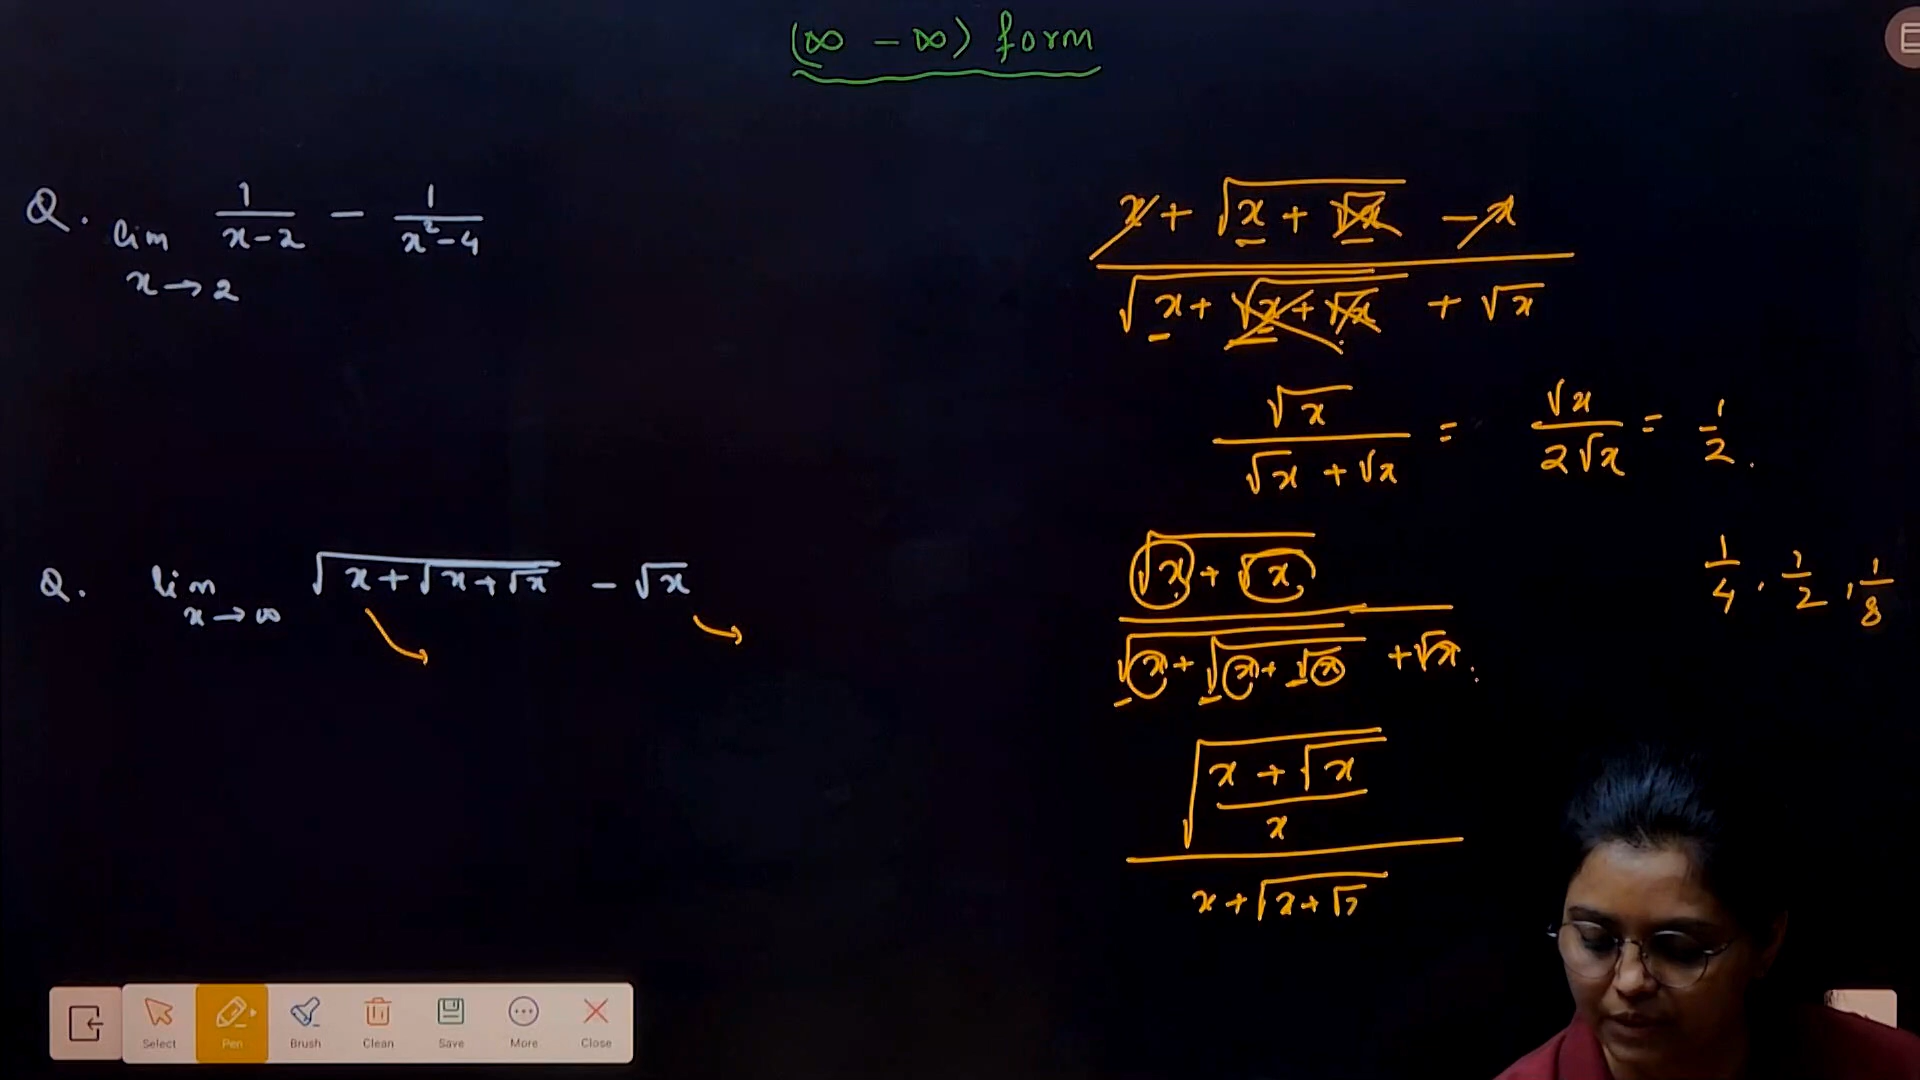 (∞ - ∞) form
Q. lim x→2 1/(x-2) - 1/(x²-4)
(x + √(x + √x) - x) / (√(x + √(x + √x)) + √x)
√x / (√x + √x) = √x / 2√x = 1/2.
Q. lim x→∞ √(x + √(x + √x)) - √x
√(x + √x) / (√(x + √(x + √x)) + √x).
1/4, 1/2, 1/8
√((x + √x)/x)
x + √(x + √x
Select Pen Brush Clean Save More Close